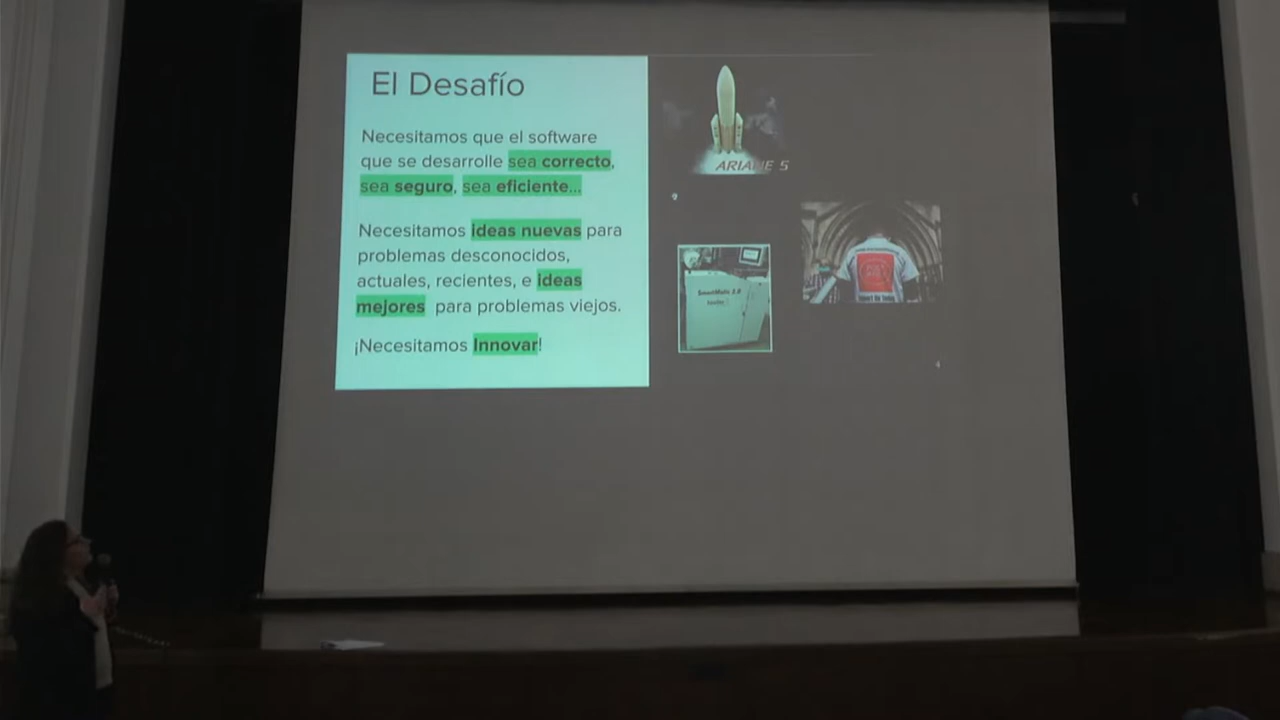 El Desafío
Necesitamos que el software
que se desarrolle sea correcto,
sea seguro, sea eficiente...
Necesitamos ideas nuevas para
problemas desconocidos,
actuales, recientes, e ideas
mejores para problemas viejos.
¡Necesitamos Innovar!
ARIANE 5